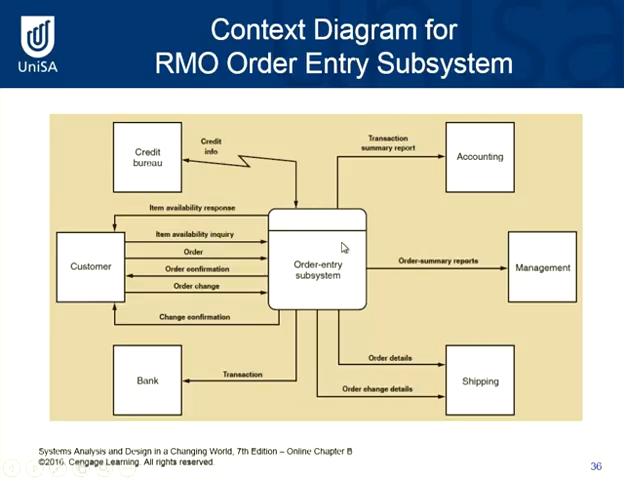 Context Diagram for
RMO Order Entry Subsystem
UniSA
Credit
bureau
Credit
info
Transaction
summary report
Accounting
Item availability response
Item availability inquiry
Order
Order confirmation
Order change
Change confirmation
Customer
Order-entry
subsystem
Order-summary reports
Management
Bank
Transaction
Order details
Order change details
Shipping
Systems Analysis and Design in a Changing World, 7th Edition – Online Chapter B
©2016. Cengage Learning. All rights reserved.
36